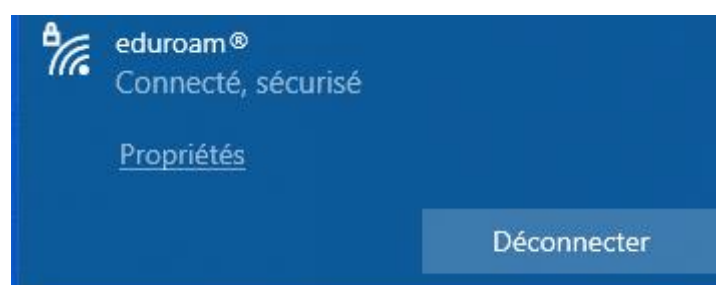 eduroam®
Connecté, sécurisé
Propriétés
Déconnecter